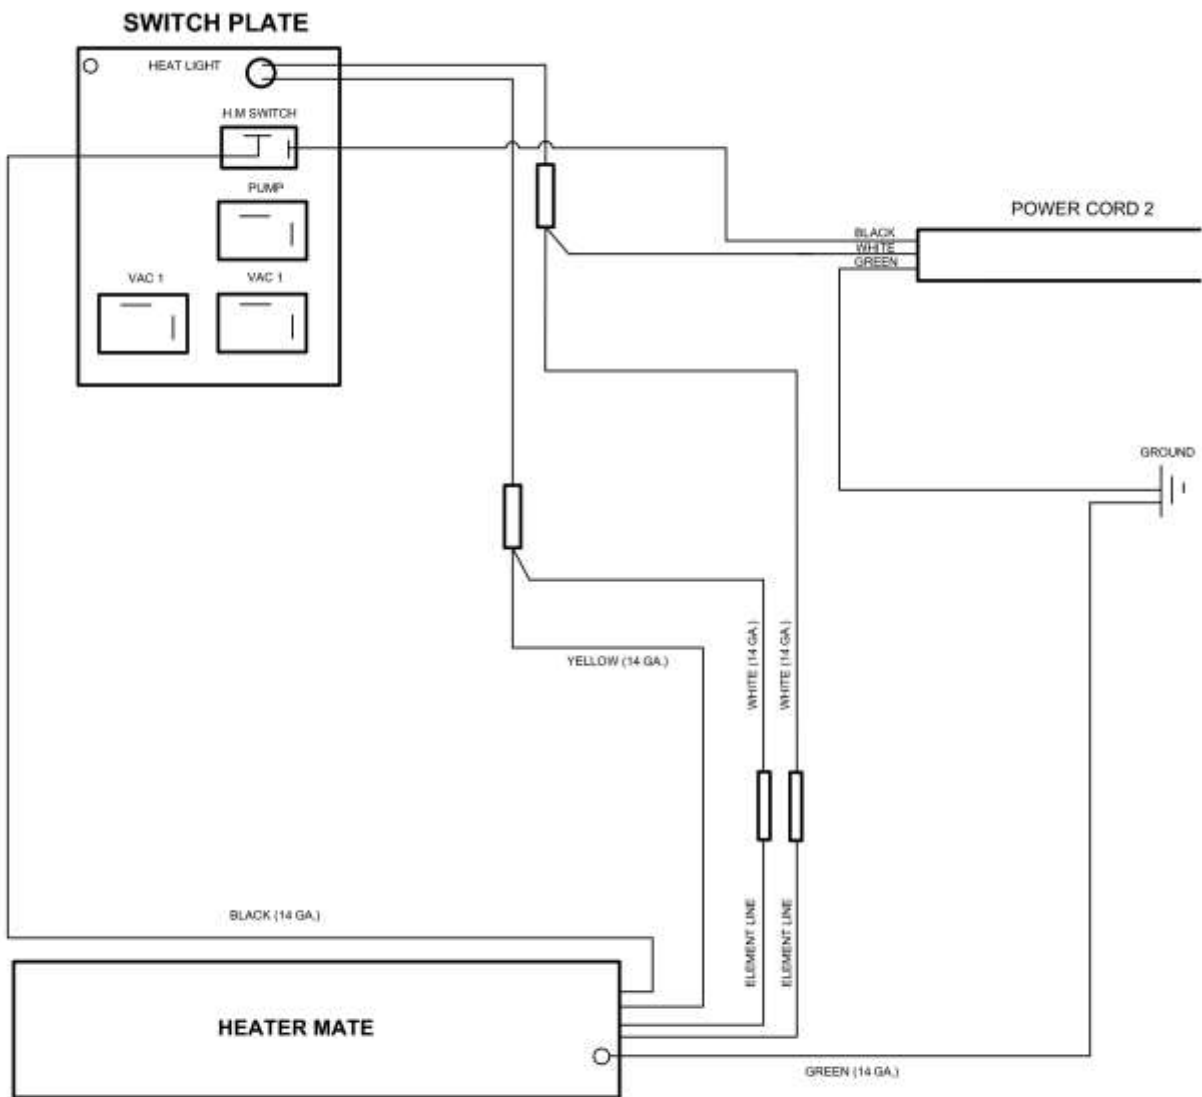 SWITCH PLATE
HEAT LIGHT
H.M SWITCH
PUMP
VAC 1
VAC 1
POWER CORD 2
BLACK
WHITE
GREEN
GROUND
WHITE (14 GA.)
WHITE (14 GA.)
YELLOW (14 GA.)
ELEMENT LINE
ELEMENT LINE
BLACK (14 GA.)
HEATER MATE
GREEN (14 GA.)